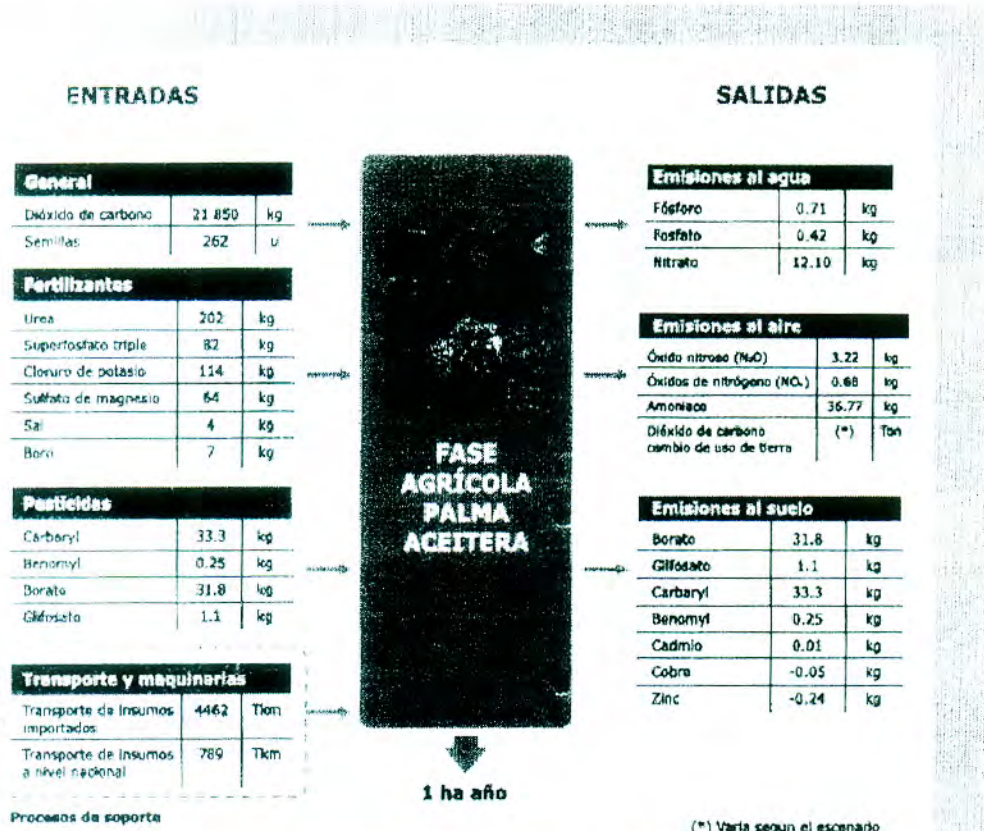 ENTRADAS
General
Dióxido de carbono 21 850 kg
Semillas 262 u
Fertilizantes
Urea 202 kg
Superfosfato triple 82 kg
Cloruro de potasio 114 kg
Sulfato de magnesio 64 kg
Sal 4 kg
Boro 7 kg
Pesticidas
Carbaryl 33.3 kg
Benomyl 0.25 kg
Borato 31.8 kg
Glifosato 1.1 kg
Transporte y maquinarias
Transporte de insumos 4462 Tkm
importados
Transporte de insumos 789 Tkm
a nivel nacional
Procesos de soporte
FASE
AGRÍCOLA
PALMA
ACEITERA
1 ha año
SALIDAS
Emisiones al agua
Fósforo 0.71 kg
Fosfato 0.42 kg
Nitrato 12.10 kg
Emisiones al aire
Óxido nitroso (N₂O) 3.22 kg
Óxidos de nitrógeno (NOₓ) 0.68 kg
Amoniaco 36.77 kg
Dióxido de carbono (*) Ton
cambio de uso de tierra
Emisiones al suelo
Borato 31.8 kg
Glifosato 1.1 kg
Carbaryl 33.3 kg
Benomyl 0.25 kg
Cadmio 0.01 kg
Cobre -0.05 kg
Zinc -0.24 kg
(*) Varía segun el escenario